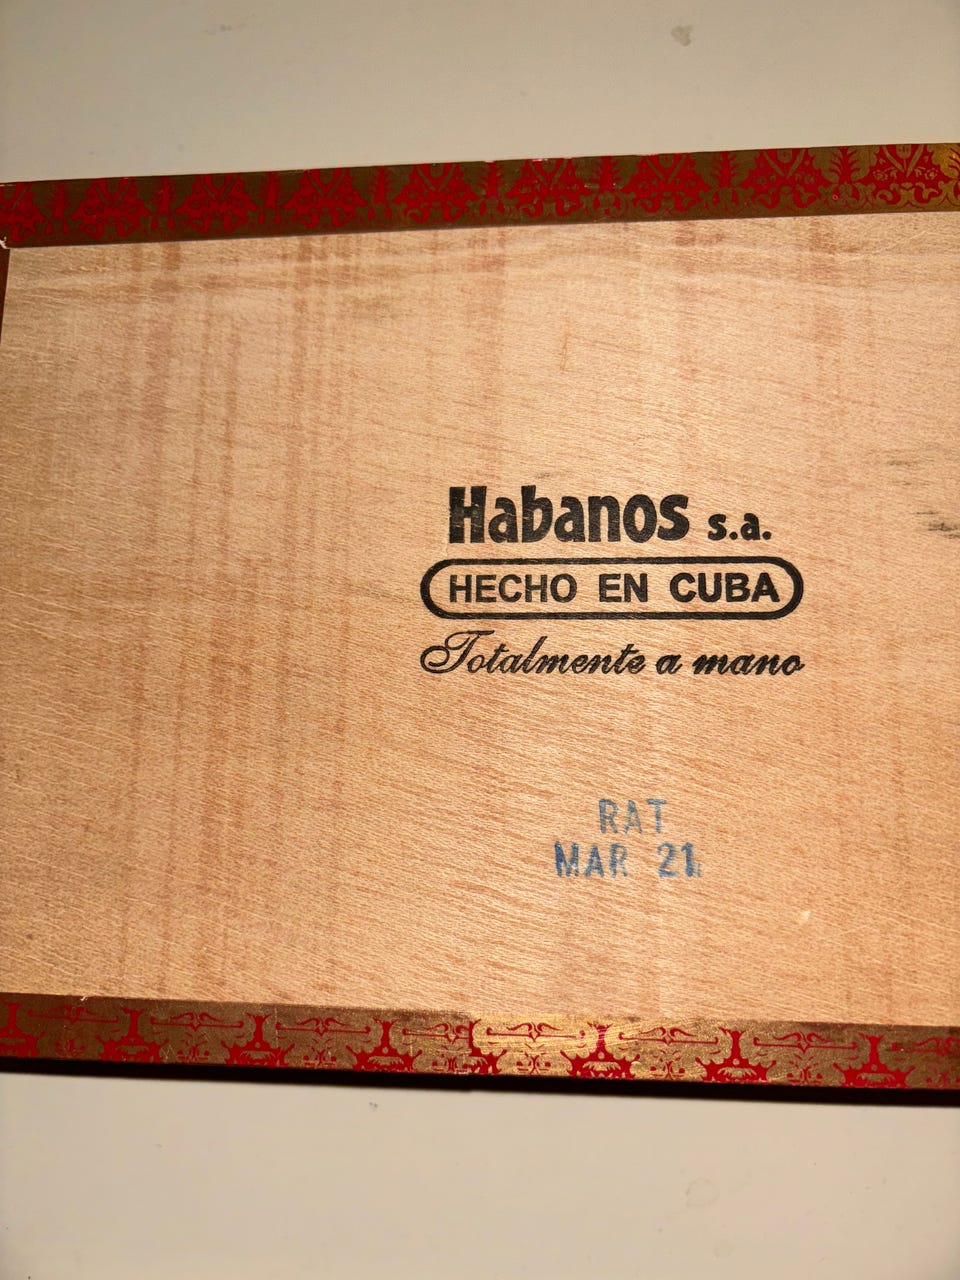 Habanos s.a.
HECHO EN CUBA
Totalmente a mano
RAT
MAR 21